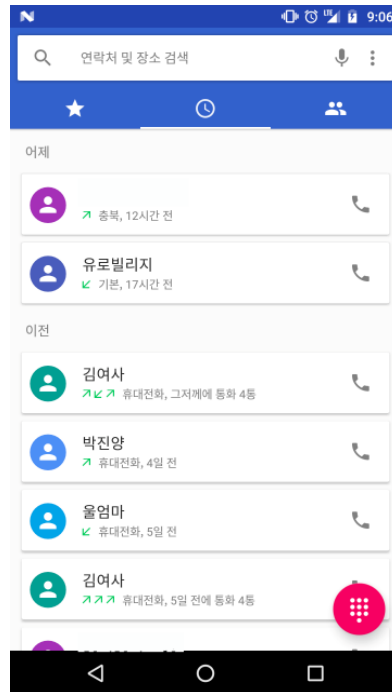 LTE 9:06
연락처 및 장소 검색
어제
충북, 12시간 전
유로빌리지
기본, 17시간 전
이전
김여사
휴대전화, 그저께에 통화 4통
박진양
휴대전화, 4일 전
울엄마
휴대전화, 5일 전
김여사
휴대전화, 5일 전에 통화 4통